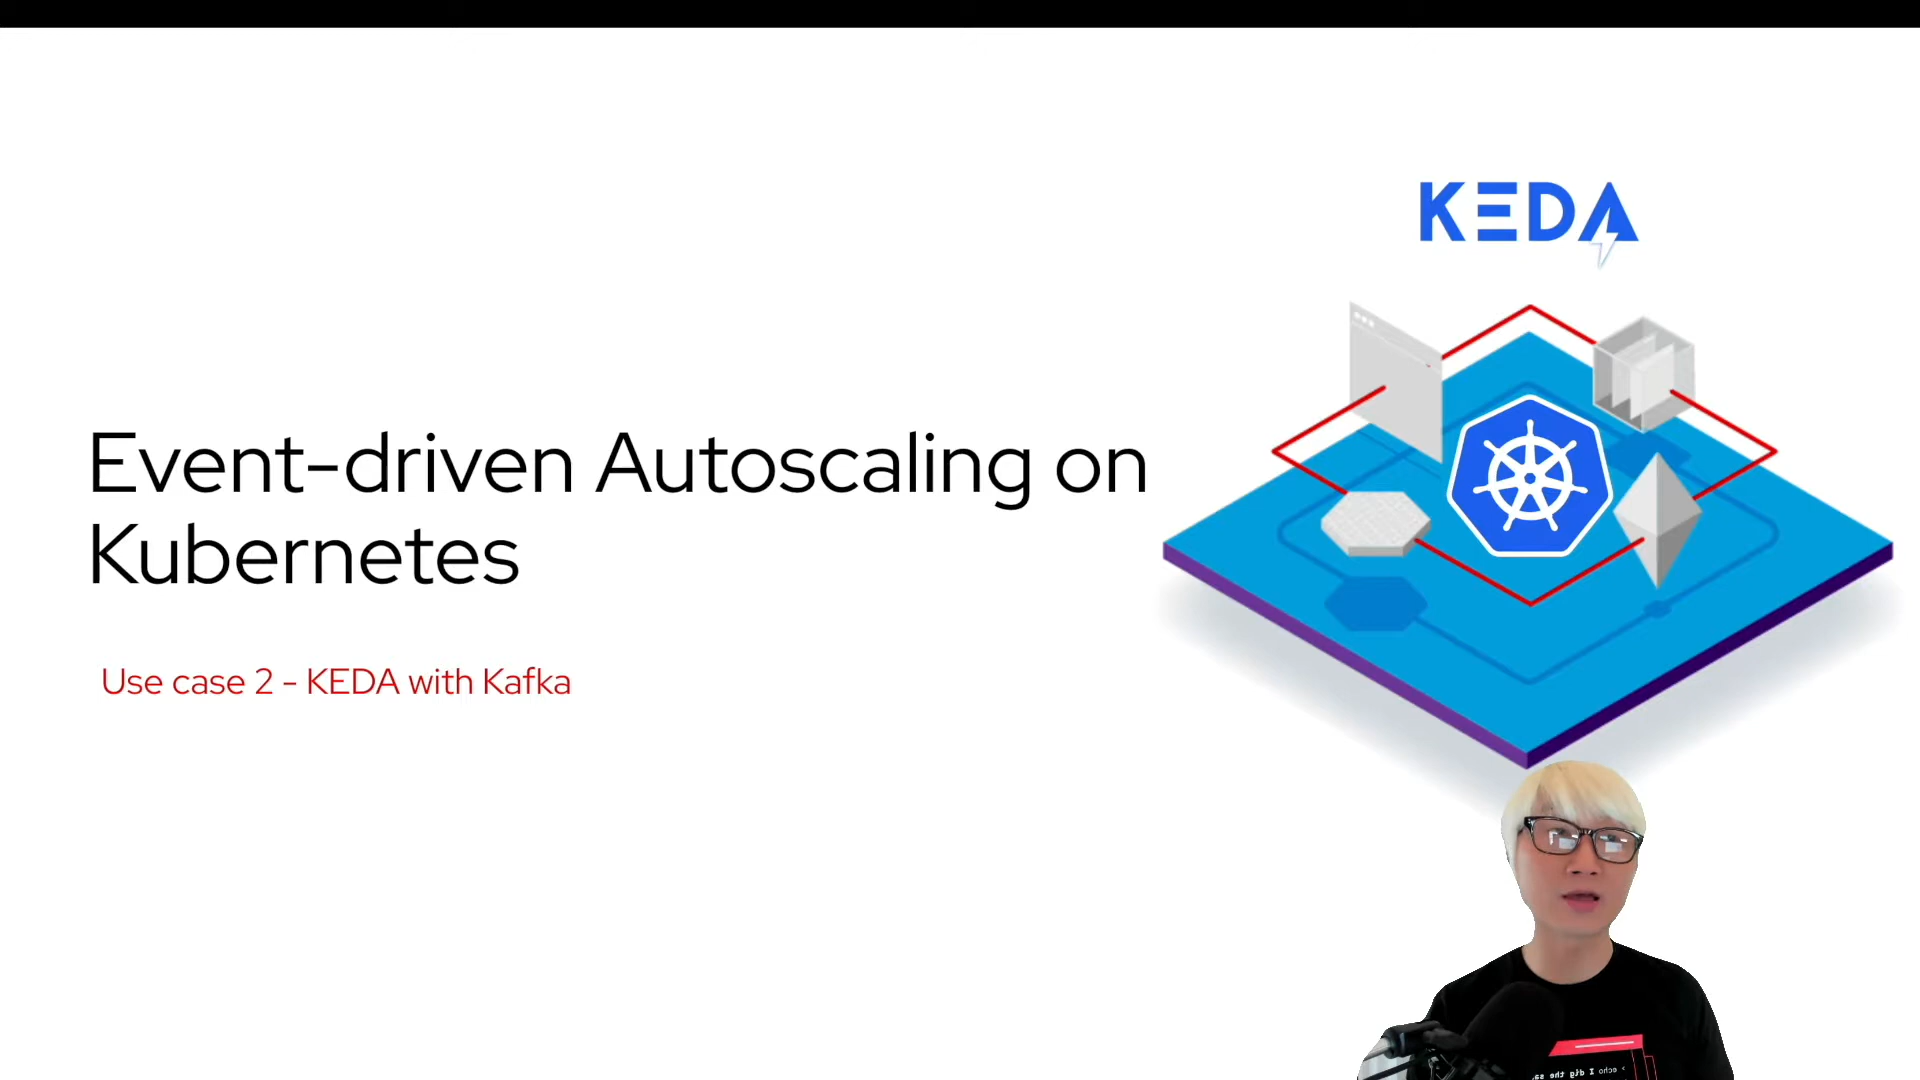 KEDA
Event-driven Autoscaling on
Kubernetes
Use case 2 - KEDA with Kafka